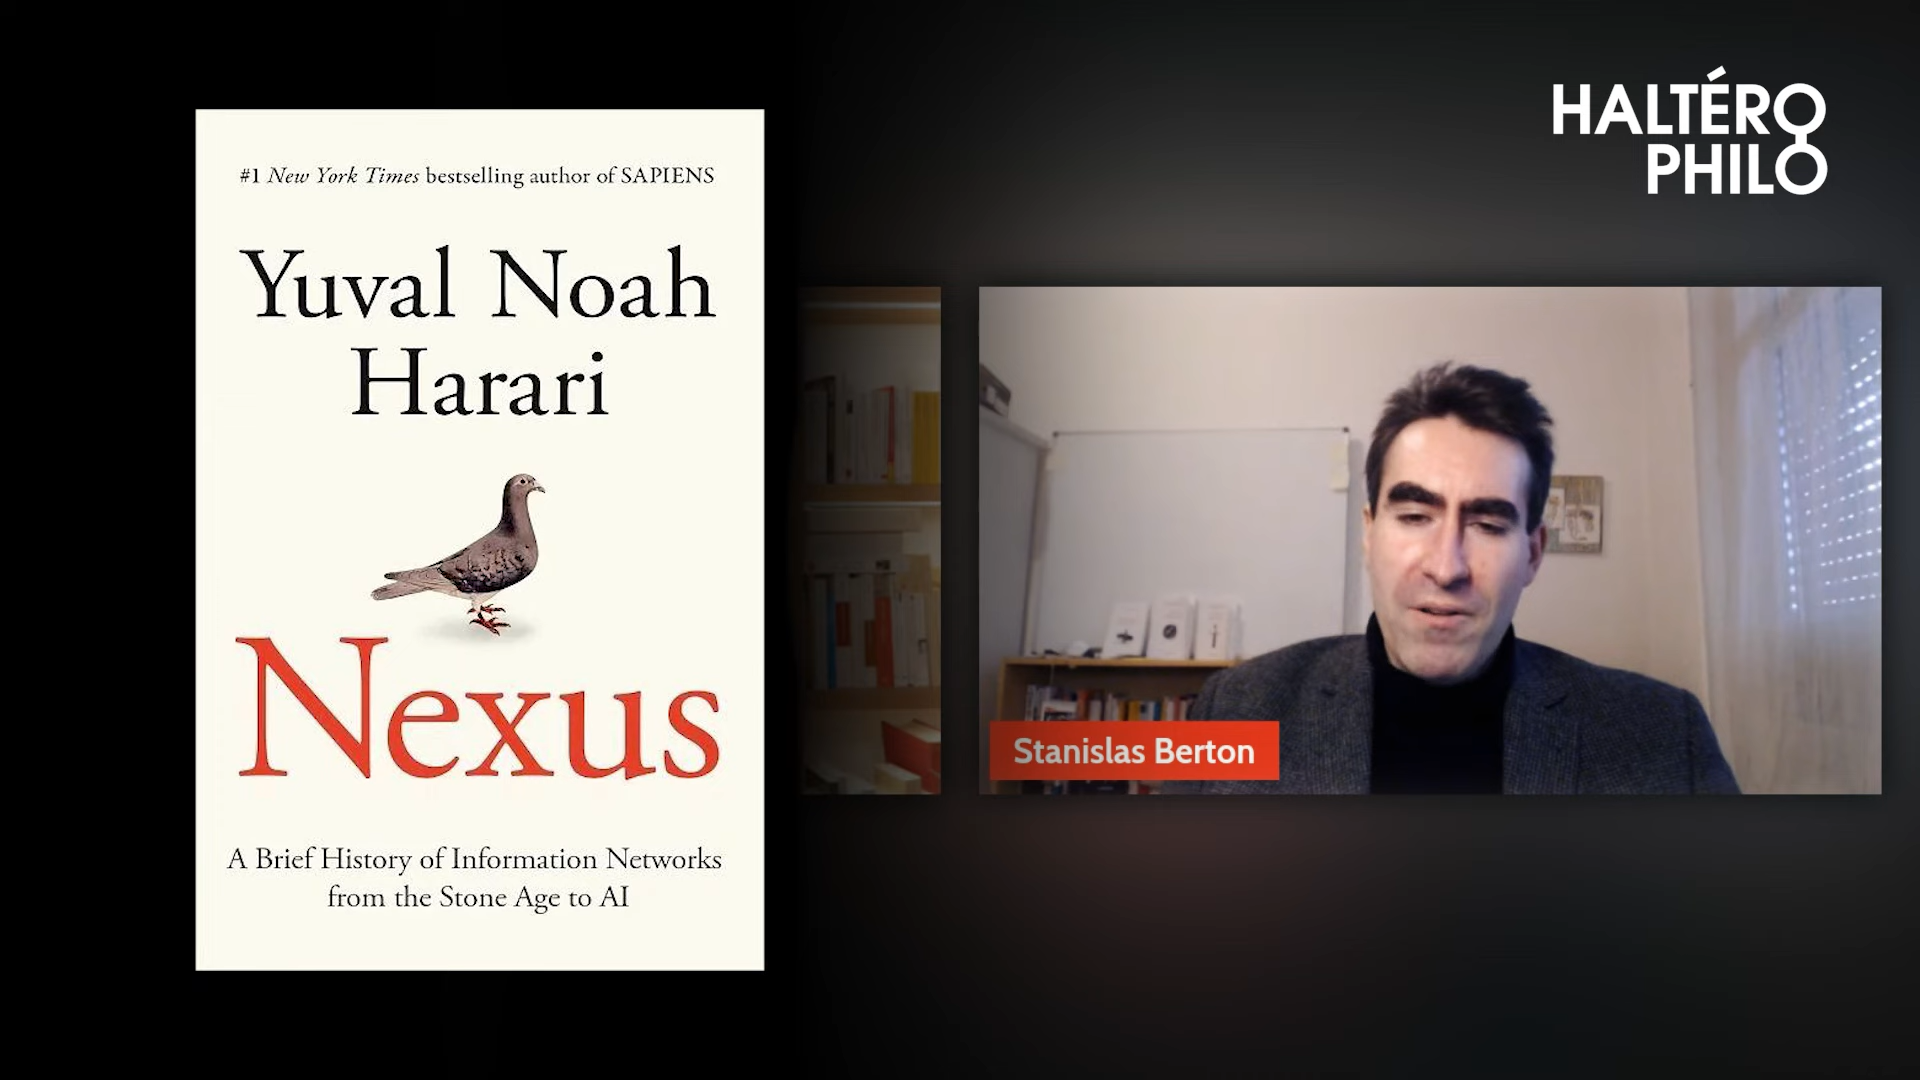 #1 New York Times bestselling author of SAPIENS
Yuval Noah
Harari
Nexus
A Brief History of Information Networks
from the Stone Age to AI
HALTÉRO
PHILO
Stanislas Berton